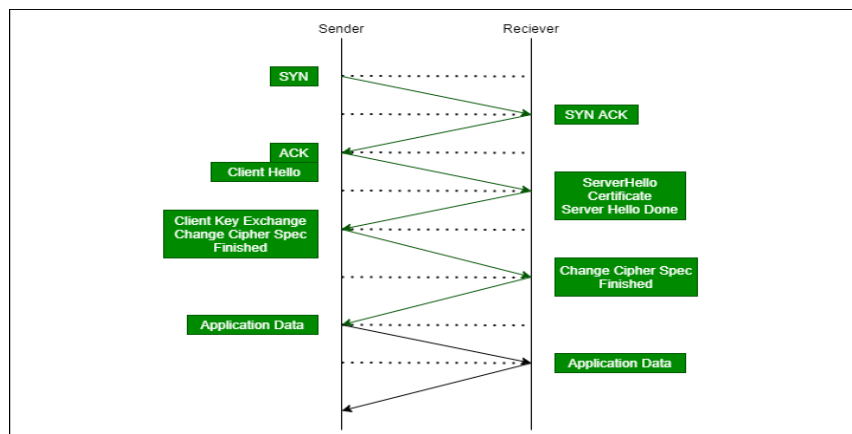 Sender
Reciever
SYN
SYN ACK
ACK
Client Hello
ServerHello
Certificate
Server Hello Done
Client Key Exchange
Change Cipher Spec
Finished
Change Cipher Spec
Finished
Application Data
Application Data